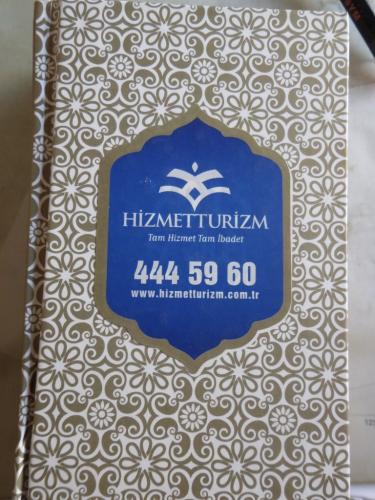 HİZMETTURİZM
Tam Hizmet Tam İbadet
444 59 60
www.hizmetturizm.com.tr